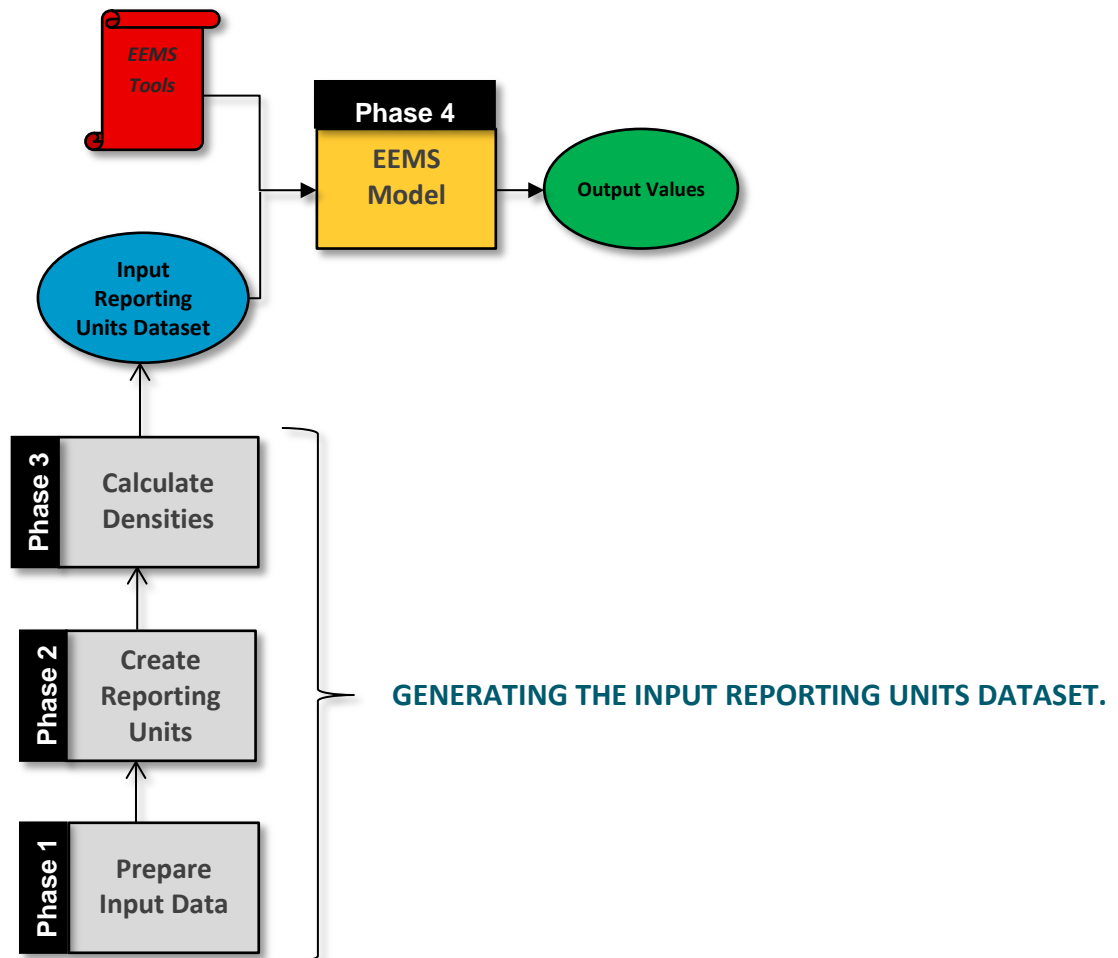 EEMS
Tools
Phase 4
EEMS
Model
Output Values
Input
Reporting
Units Dataset
Phase 3
Calculate
Densities
Phase 2
Create
Reporting
Units
GENERATING THE INPUT REPORTING UNITS DATASET.
Phase 1
Prepare
Input Data